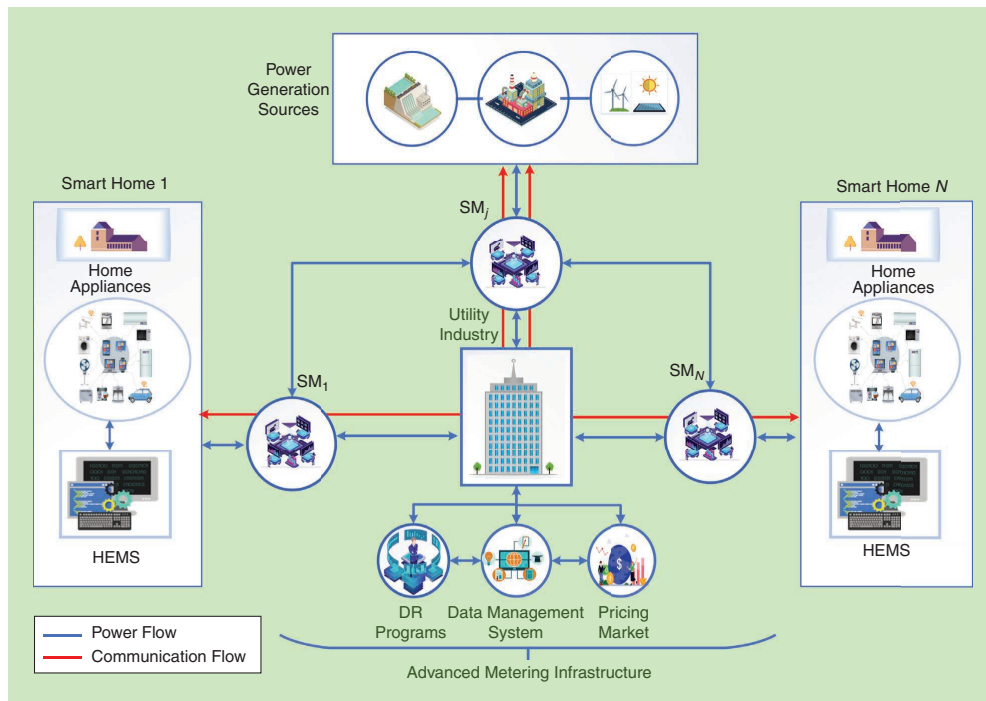 Power
Generation
Sources
Smart Home 1
Smart Home N
SMj
Home
Appliances
Home
Appliances
Utility
Industry
SM1
SMN
$
HEMS
HEMS
DR
Programs
Data Management
System
Pricing
Market
Power Flow
Communication Flow
Advanced Metering Infrastructure